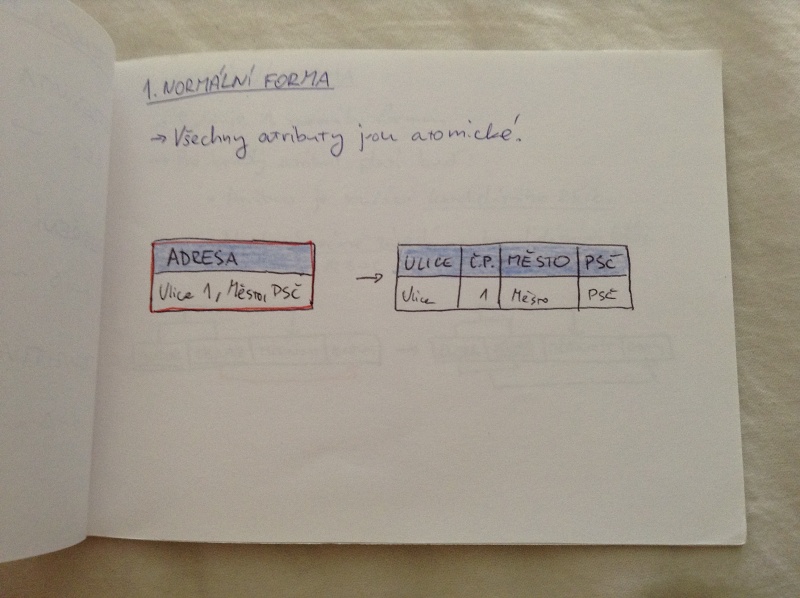 1. NORMÁLNÍ FORMA
→ Všechny atributy jsou atomické.
ADRESA
Ulice 1, Město, PSČ
→
ULICE Č.P. MĚSTO PSČ
Ulice 1 Město PSČ